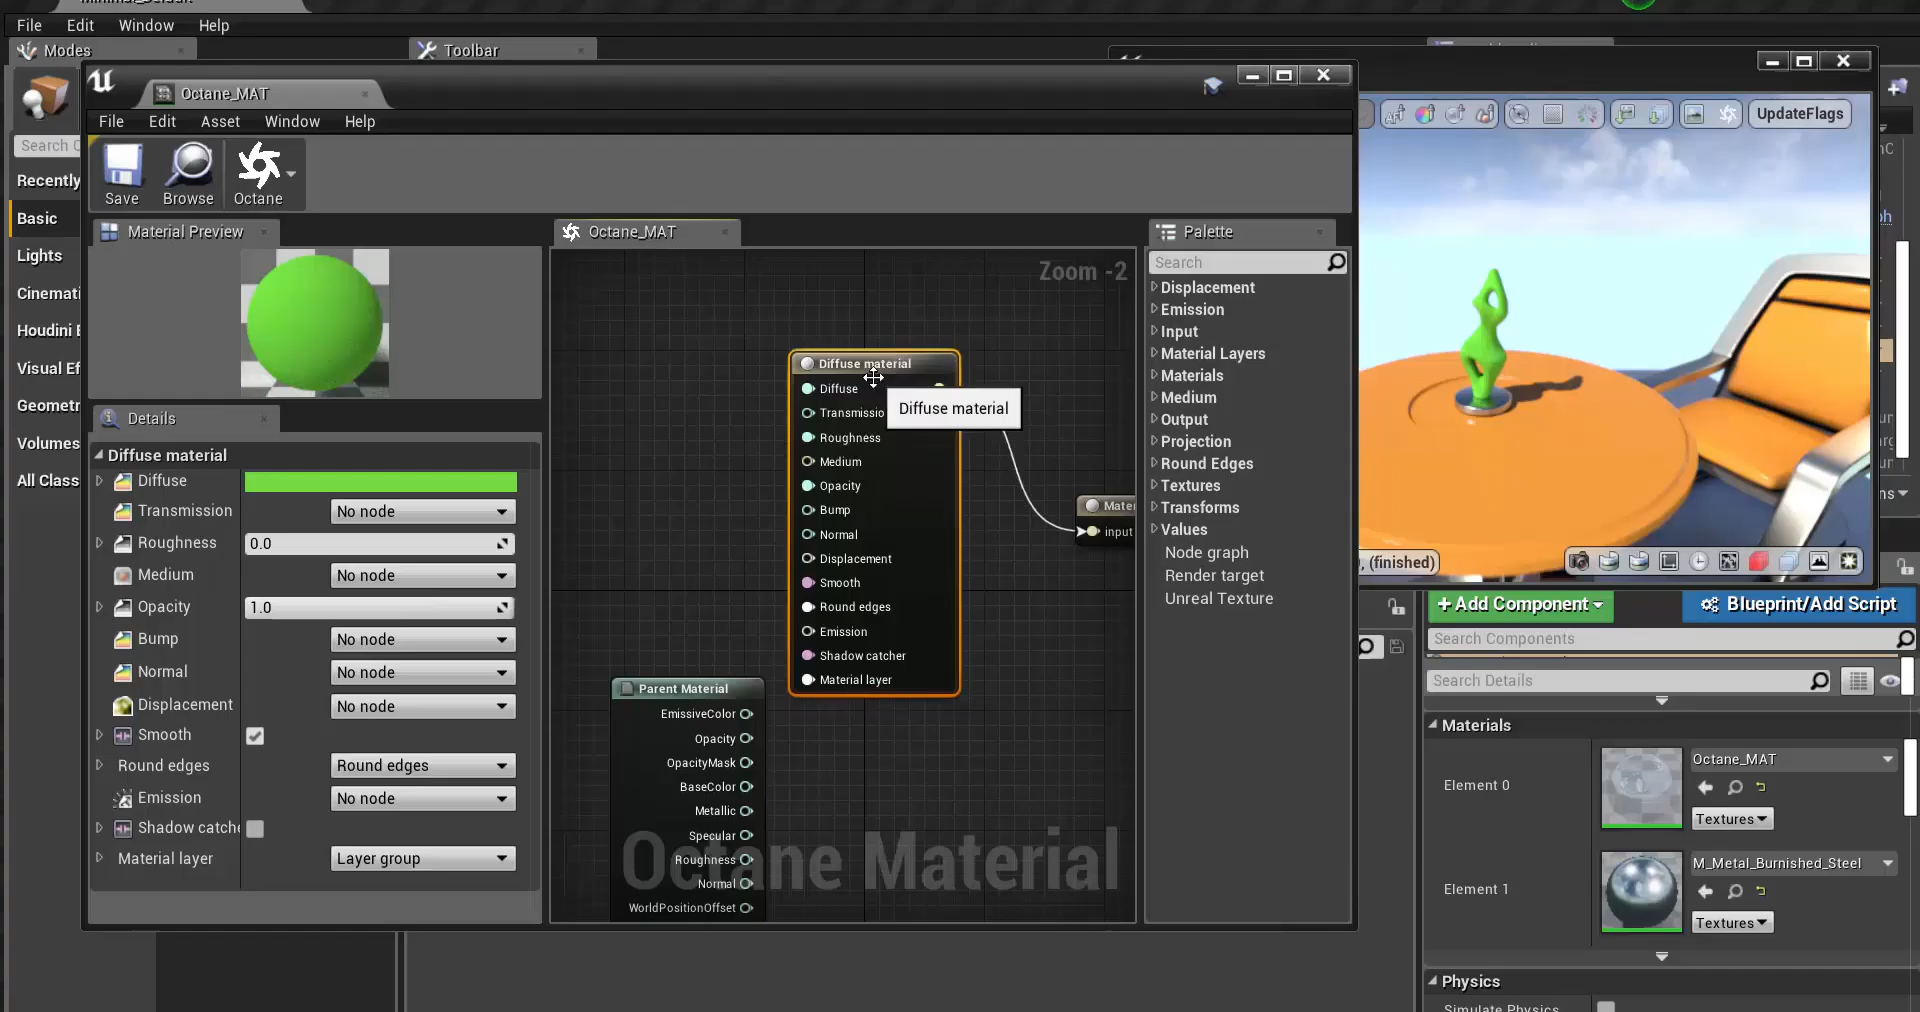 File Edit Window Help
Modes
Toolbar
Octane_MAT
File Edit Asset Window Help
Save Browse Octane
Search
Recently
Basic
Lights
Cinemati
Houdini
Visual Ef
Geomet
Volumes
All Class
Material Preview
Details
Diffuse material
Diffuse
Transmission No node
Roughness 0.0
Medium No node
Opacity 1.0
Bump No node
Normal No node
Displacement No node
Smooth
Round edges Round edges
Emission No node
Shadow catche
Material layer Layer group
Octane_MAT
Zoom -2
Diffuse material
Diffuse
Transmissio
Roughness
Medium
Opacity
Bump
Normal
Displacement
Smooth
Round edges
Emission
Shadow catcher
Material layer
Diffuse material
Mater
input
Parent Material
EmissiveColor
Opacity
OpacityMask
BaseColor
Metallic
Specular
Roughness
Normal
WorldPositionOffset
Octane Material
Palette
Search
Displacement
Emission
Input
Material Layers
Materials
Medium
Output
Projection
Round Edges
Textures
Transforms
Values
Node graph
Render target
Unreal Texture
UpdateFlags
(finished)
+ Add Component
Blueprint/Add Script
Search Components
Search Details
Materials
Element 0
Octane_MAT
Textures
Element 1
M_Metal_Burnished_Steel
Textures
Physics
Simulate Physics